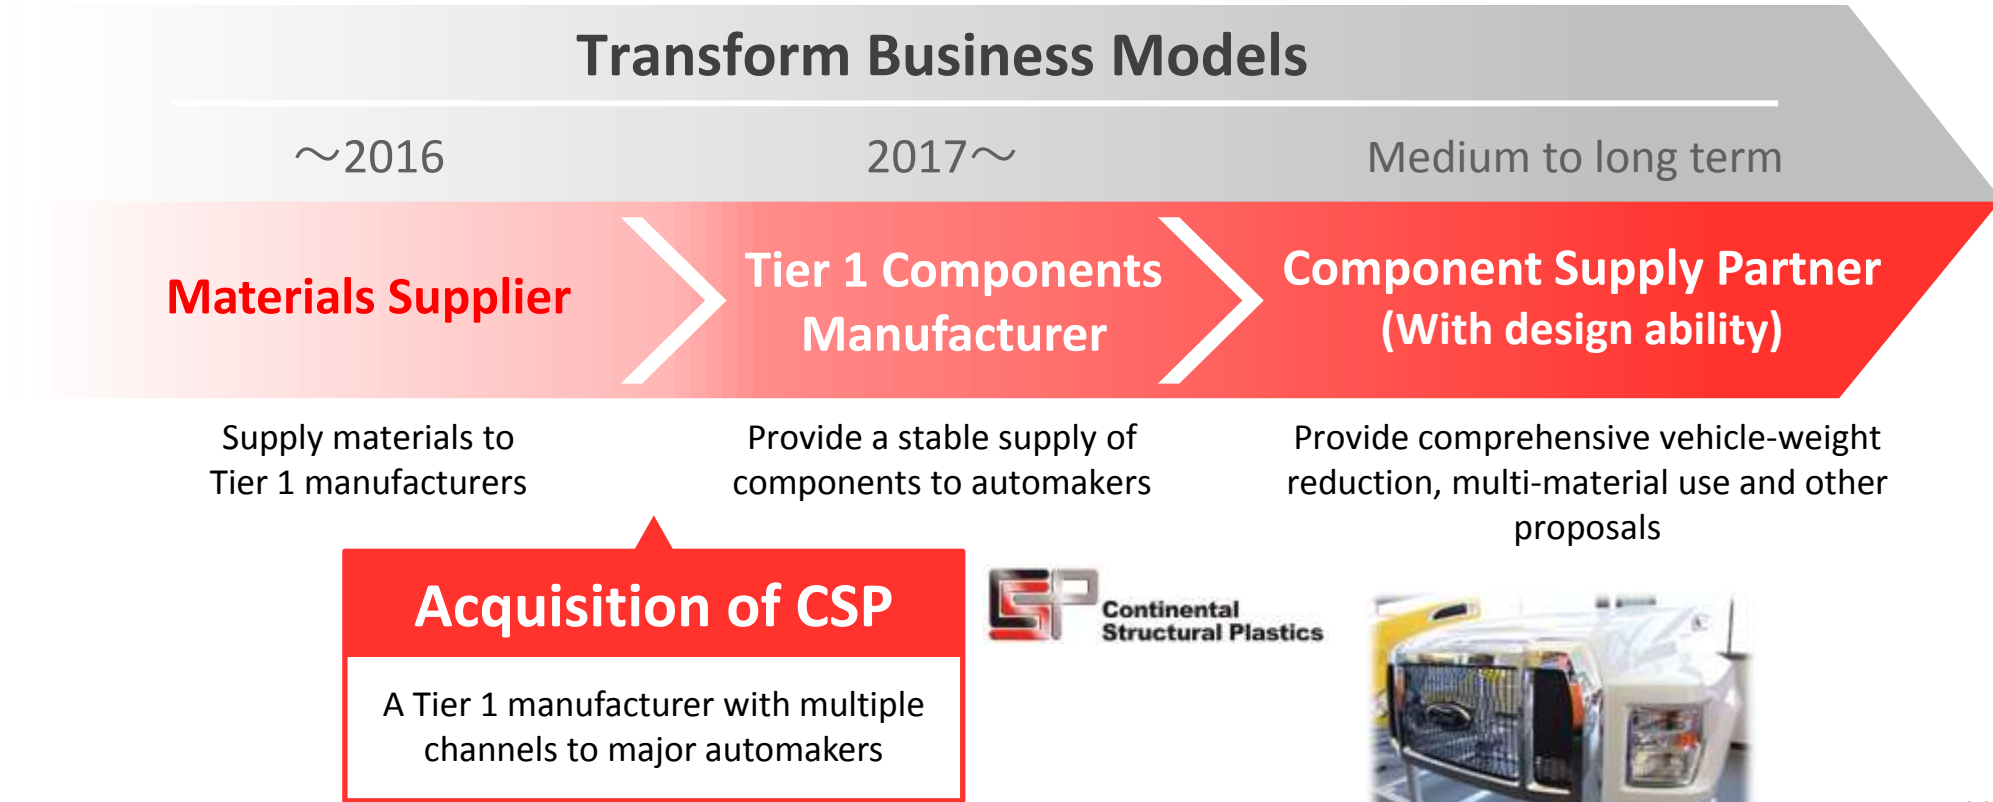 Transform Business Models
～2016
2017～
Medium to long term
Materials Supplier
Tier 1 Components
Manufacturer
Component Supply Partner
(With design ability)
Supply materials to
Tier 1 manufacturers
Provide a stable supply of
components to automakers
Provide comprehensive vehicle-weight
reduction, multi-material use and other
proposals
Acquisition of CSP
A Tier 1 manufacturer with multiple
channels to major automakers
CSP
Continental
Structural Plastics